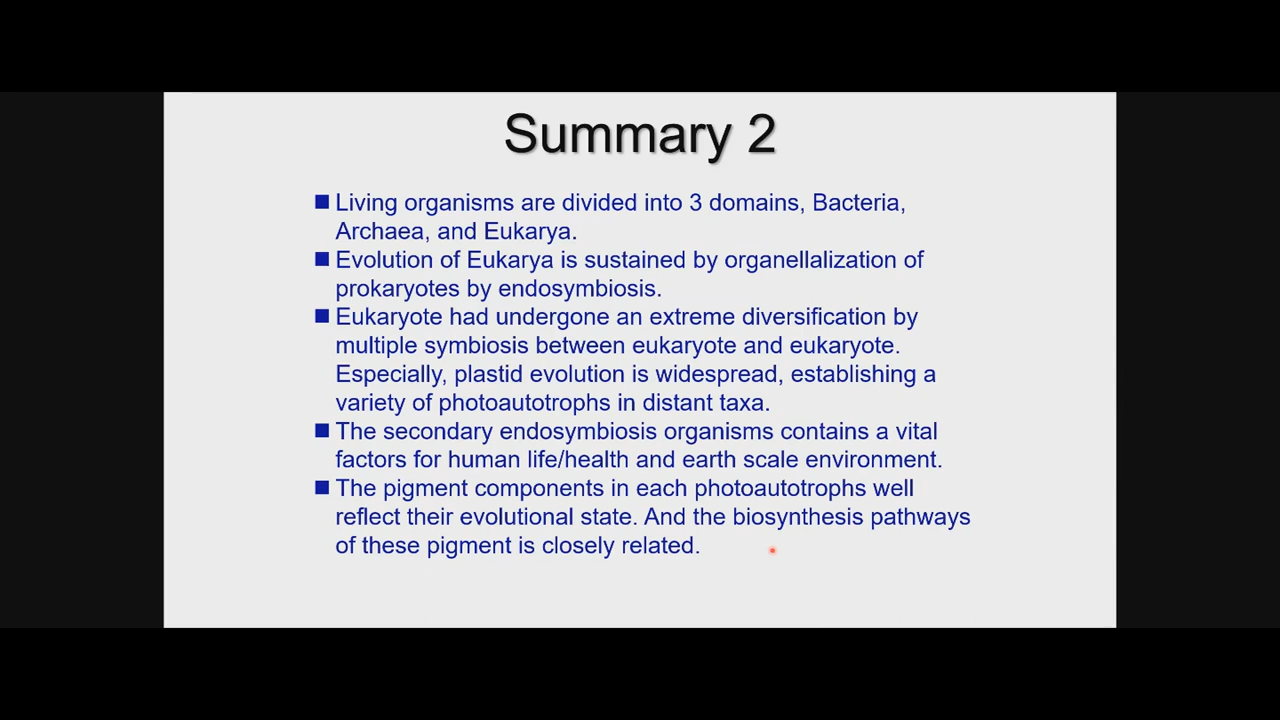 Summary 2
Living organisms are divided into 3 domains, Bacteria,
Archaea, and Eukarya.
Evolution of Eukarya is sustained by organellalization of
prokaryotes by endosymbiosis.
Eukaryote had undergone an extreme diversification by
multiple symbiosis between eukaryote and eukaryote.
Especially, plastid evolution is widespread, establishing a
variety of photoautotrophs in distant taxa.
The secondary endosymbiosis organisms contains a vital
factors for human life/health and earth scale environment.
The pigment components in each photoautotrophs well
reflect their evolutional state. And the biosynthesis pathways
of these pigment is closely related.